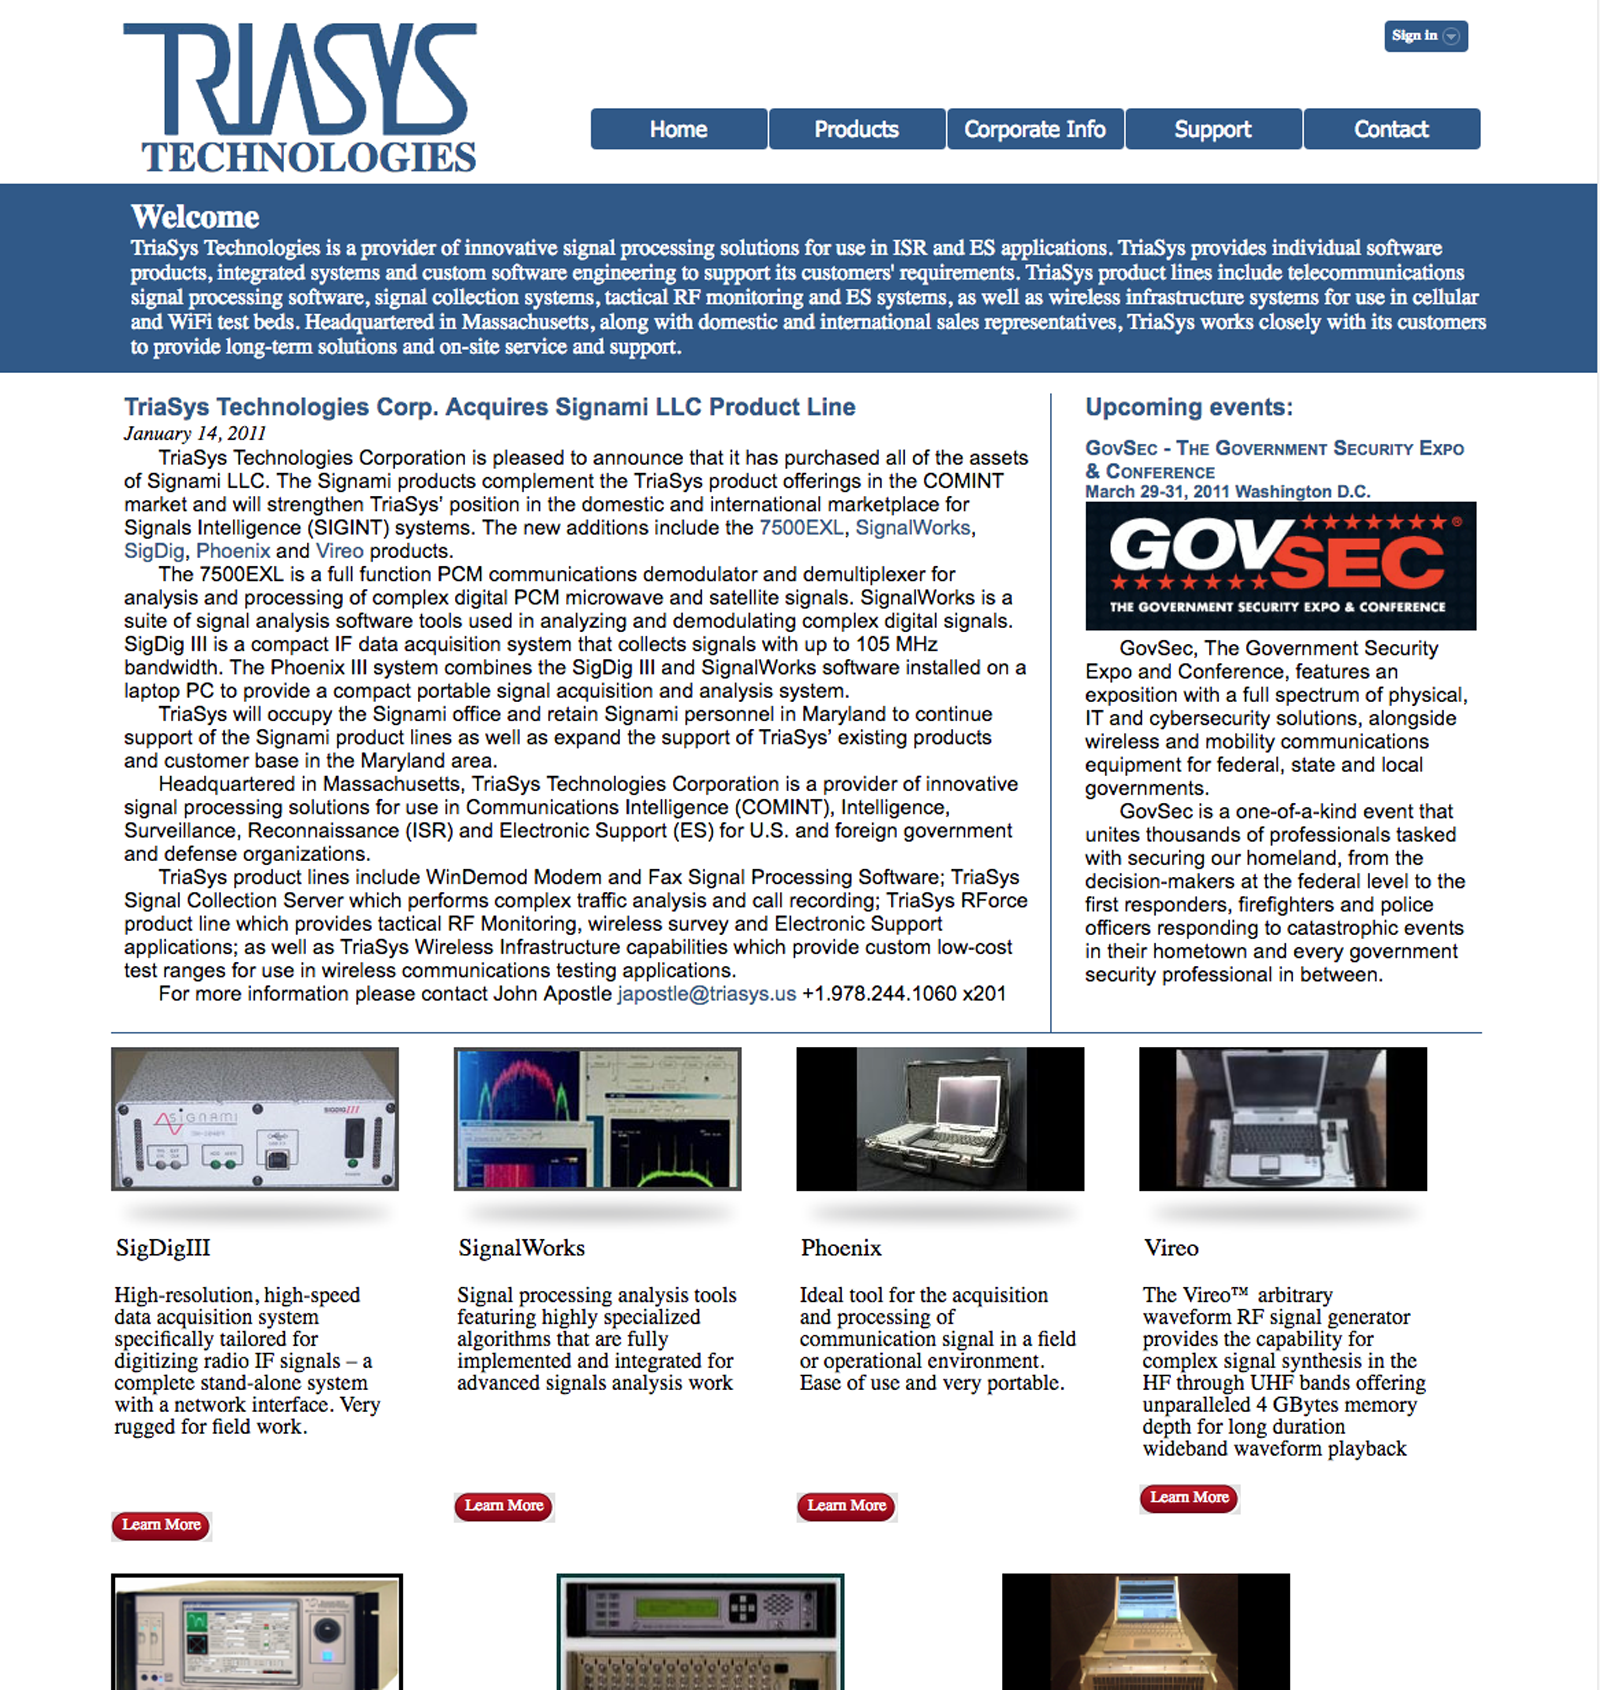 TRIASYS
TECHNOLOGIES
Sign in
Home
Products
Corporate Info
Support
Contact
Welcome
TriaSys Technologies is a provider of innovative signal processing solutions for use in ISR and ES applications. TriaSys provides individual software
products, integrated systems and custom software engineering to support its customers' requirements. TriaSys product lines include telecommunications
signal processing software, signal collection systems, tactical RF monitoring and ES systems, as well as wireless infrastructure systems for use in cellular
and WiFi test beds. Headquartered in Massachusetts, along with domestic and international sales representatives, TriaSys works closely with its customers
to provide long-term solutions and on-site service and support.
TriaSys Technologies Corp. Acquires Signami LLC Product Line
January 14, 2011
TriaSys Technologies Corporation is pleased to announce that it has purchased all of the assets
of Signami LLC. The Signami products complement the TriaSys product offerings in the COMINT
market and will strengthen TriaSys’ position in the domestic and international marketplace for
Signals Intelligence (SIGINT) systems. The new additions include the 7500EXL, SignalWorks,
SigDig, Phoenix and Vireo products.
The 7500EXL is a full function PCM communications demodulator and demultiplexer for
analysis and processing of complex digital PCM microwave and satellite signals. SignalWorks is a
suite of signal analysis software tools used in analyzing and demodulating complex digital signals.
SigDig III is a compact IF data acquisition system that collects signals with up to 105 MHz
bandwidth. The Phoenix III system combines the SigDig III and SignalWorks software installed on a
laptop PC to provide a compact portable signal acquisition and analysis system.
TriaSys will occupy the Signami office and retain Signami personnel in Maryland to continue
support of the Signami product lines as well as expand the support of TriaSys’ existing products
and customer base in the Maryland area.
Headquartered in Massachusetts, TriaSys Technologies Corporation is a provider of innovative
signal processing solutions for use in Communications Intelligence (COMINT), Intelligence,
Surveillance, Reconnaissance (ISR) and Electronic Support (ES) for U.S. and foreign government
and defense organizations.
TriaSys product lines include WinDemod Modem and Fax Signal Processing Software; TriaSys
Signal Collection Server which performs complex traffic analysis and call recording; TriaSys RForce
product line which provides tactical RF Monitoring, wireless survey and Electronic Support
applications; as well as TriaSys Wireless Infrastructure capabilities which provide custom low-cost
test ranges for use in wireless communications testing applications.
For more information please contact John Apostle japostle@triasys.us +1.978.244.1060 x201
Upcoming events:
GovSec - The Government Security Expo
& Conference
March 29-31, 2011 Washington D.C.
GOVSEC®
THE GOVERNMENT SECURITY EXPO & CONFERENCE
GovSec, The Government Security
Expo and Conference, features an
exposition with a full spectrum of physical,
IT and cybersecurity solutions, alongside
wireless and mobility communications
equipment for federal, state and local
governments.
GovSec is a one-of-a-kind event that
unites thousands of professionals tasked
with securing our homeland, from the
decision-makers at the federal level to the
first responders, firefighters and police
officers responding to catastrophic events
in their hometown and every government
security professional in between.
SIGNAMI
SIGDIGIII
SigDigIII
High-resolution, high-speed
data acquisition system
specifically tailored for
digitizing radio IF signals – a
complete stand-alone system
with a network interface. Very
rugged for field work.
Learn More
SignalWorks
Signal processing analysis tools
featuring highly specialized
algorithms that are fully
implemented and integrated for
advanced signals analysis work
Learn More
Phoenix
Ideal tool for the acquisition
and processing of
communication signal in a field
or operational environment.
Ease of use and very portable.
Learn More
Vireo
The Vireo™ arbitrary
waveform RF signal generator
provides the capability for
complex signal synthesis in the
HF through UHF bands offering
unparalleled 4 GBytes memory
depth for long duration
wideband waveform playback
Learn More